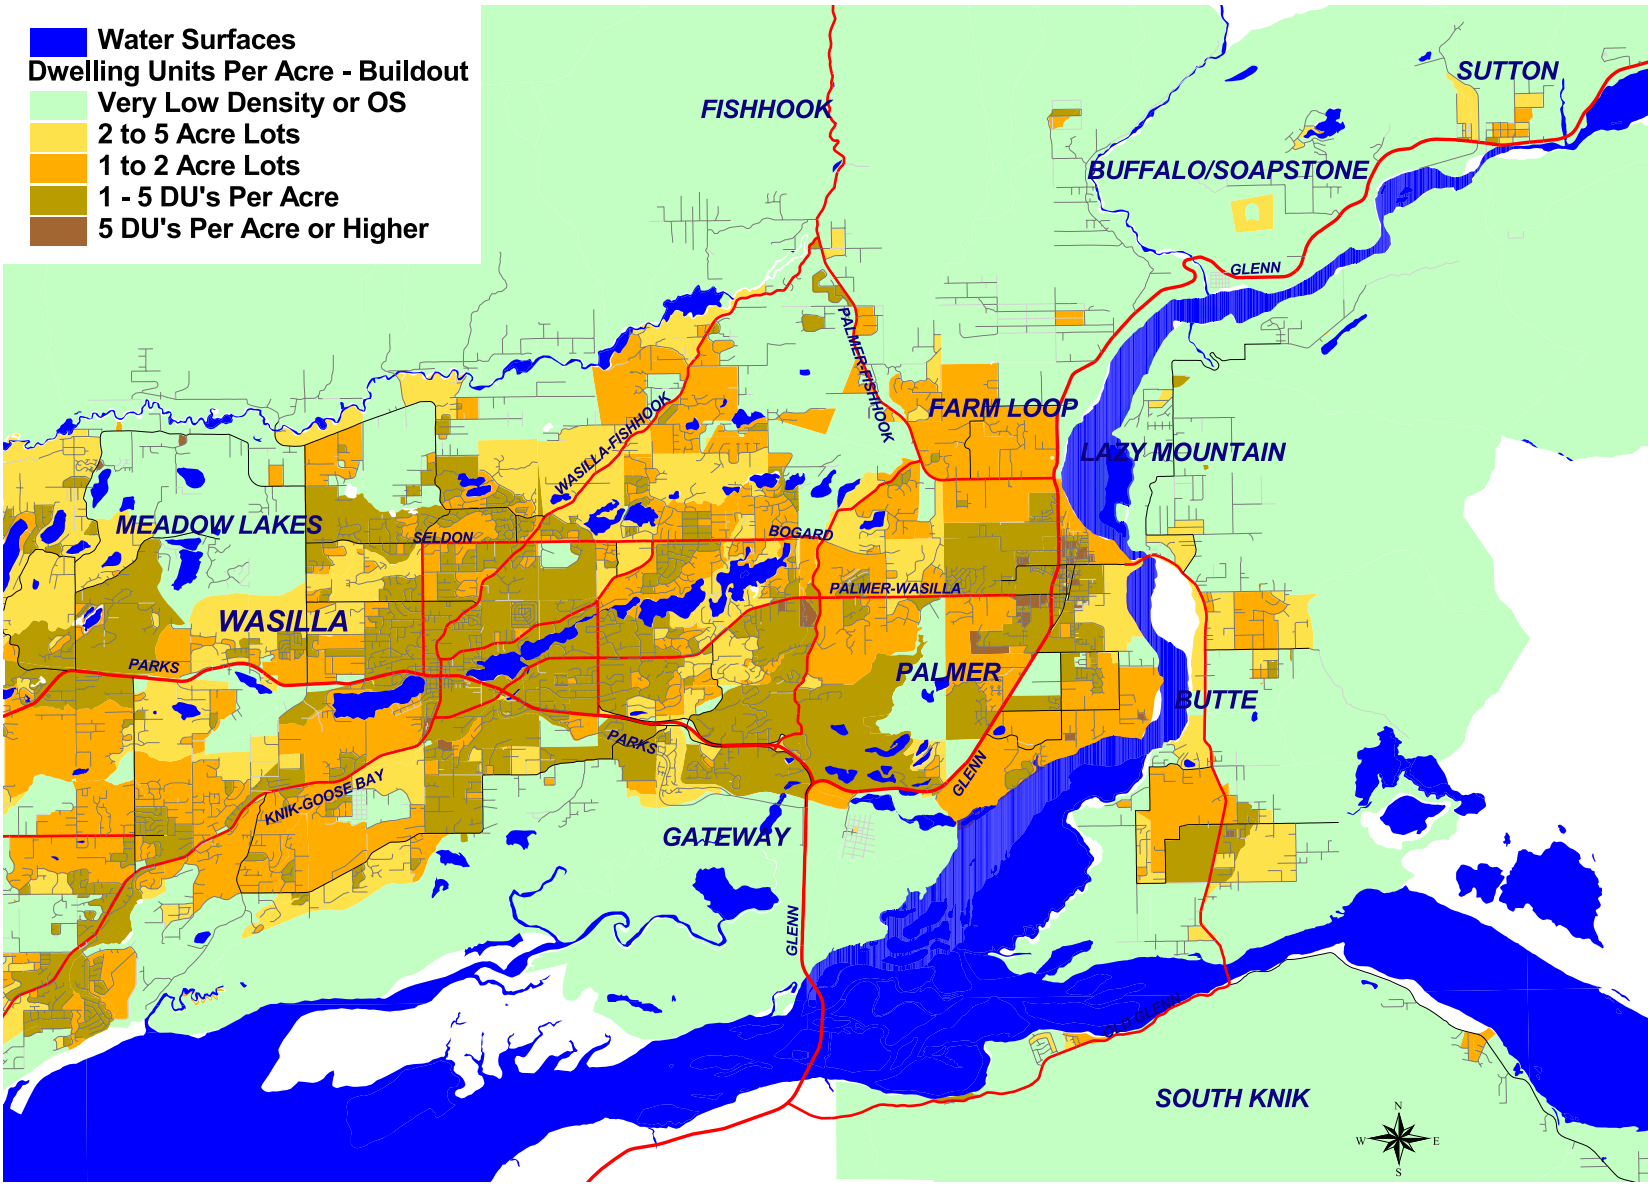 Water Surfaces
Dwelling Units Per Acre - Buildout
Very Low Density or OS
2 to 5 Acre Lots
1 to 2 Acre Lots
1 - 5 DU's Per Acre
5 DU's Per Acre or Higher
SUTTON
FISHHOOK
BUFFALO/SOAPSTONE
GLENN
PALMER-FISHHOOK
WASILLA-FISHHOOK
FARM LOOP
LAZY MOUNTAIN
MEADOW LAKES
SELDON
BOGARD
PALMER-WASILLA
WASILLA
PARKS
PALMER
BUTTE
PARKS
GLENN
KNIK-GOOSE BAY
GATEWAY
GLENN
OLD GLENN
SOUTH KNIK
N
W E
S